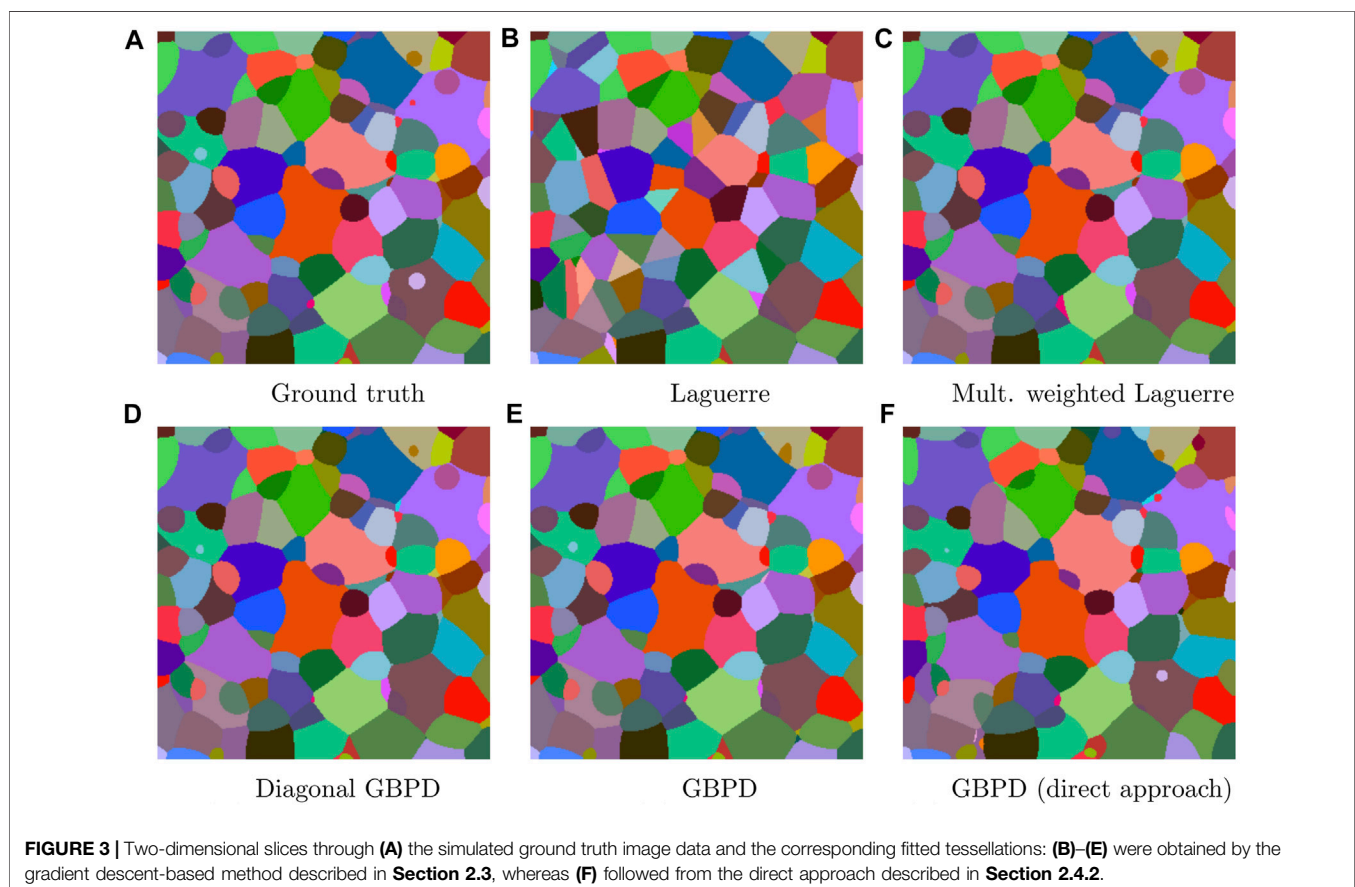 A
B
C
Ground truth
Laguerre
Mult. weighted Laguerre
D
E
F
Diagonal GBPD
GBPD
GBPD (direct approach)
FIGURE 3 | Two-dimensional slices through (A) the simulated ground truth image data and the corresponding fitted tessellations: (B)–(E) were obtained by the
gradient descent-based method described in Section 2.3, whereas (F) followed from the direct approach described in Section 2.4.2.